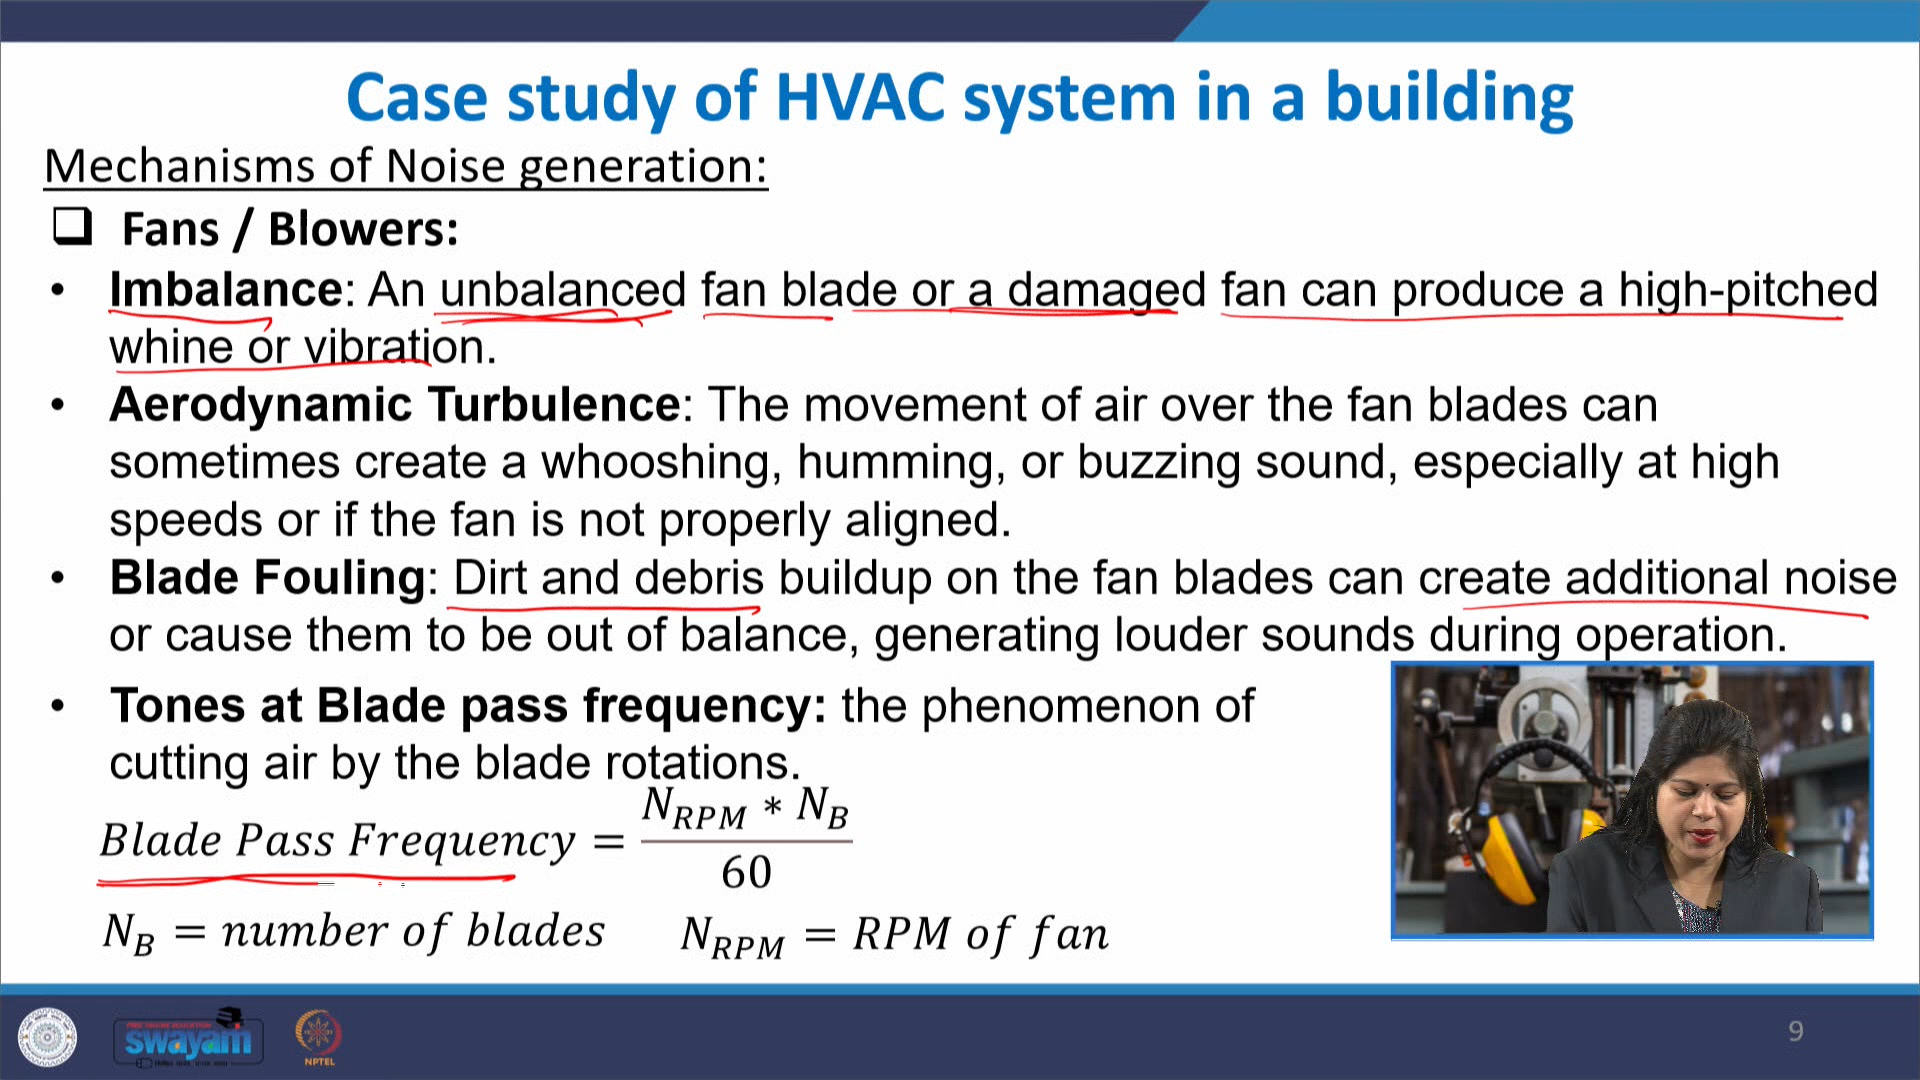 Case study of HVAC system in a building
Mechanisms of Noise generation:
❑ Fans / Blowers:
• Imbalance: An unbalanced fan blade or a damaged fan can produce a high-pitched
whine or vibration.
• Aerodynamic Turbulence: The movement of air over the fan blades can
sometimes create a whooshing, humming, or buzzing sound, especially at high
speeds or if the fan is not properly aligned.
• Blade Fouling: Dirt and debris buildup on the fan blades can create additional noise
or cause them to be out of balance, generating louder sounds during operation.
• Tones at Blade pass frequency: the phenomenon of
cutting air by the blade rotations.
Blade Pass Frequency = N_RPM * N_B / 60
N_B = number of blades N_RPM = RPM of fan
swayam
NPTEL
9